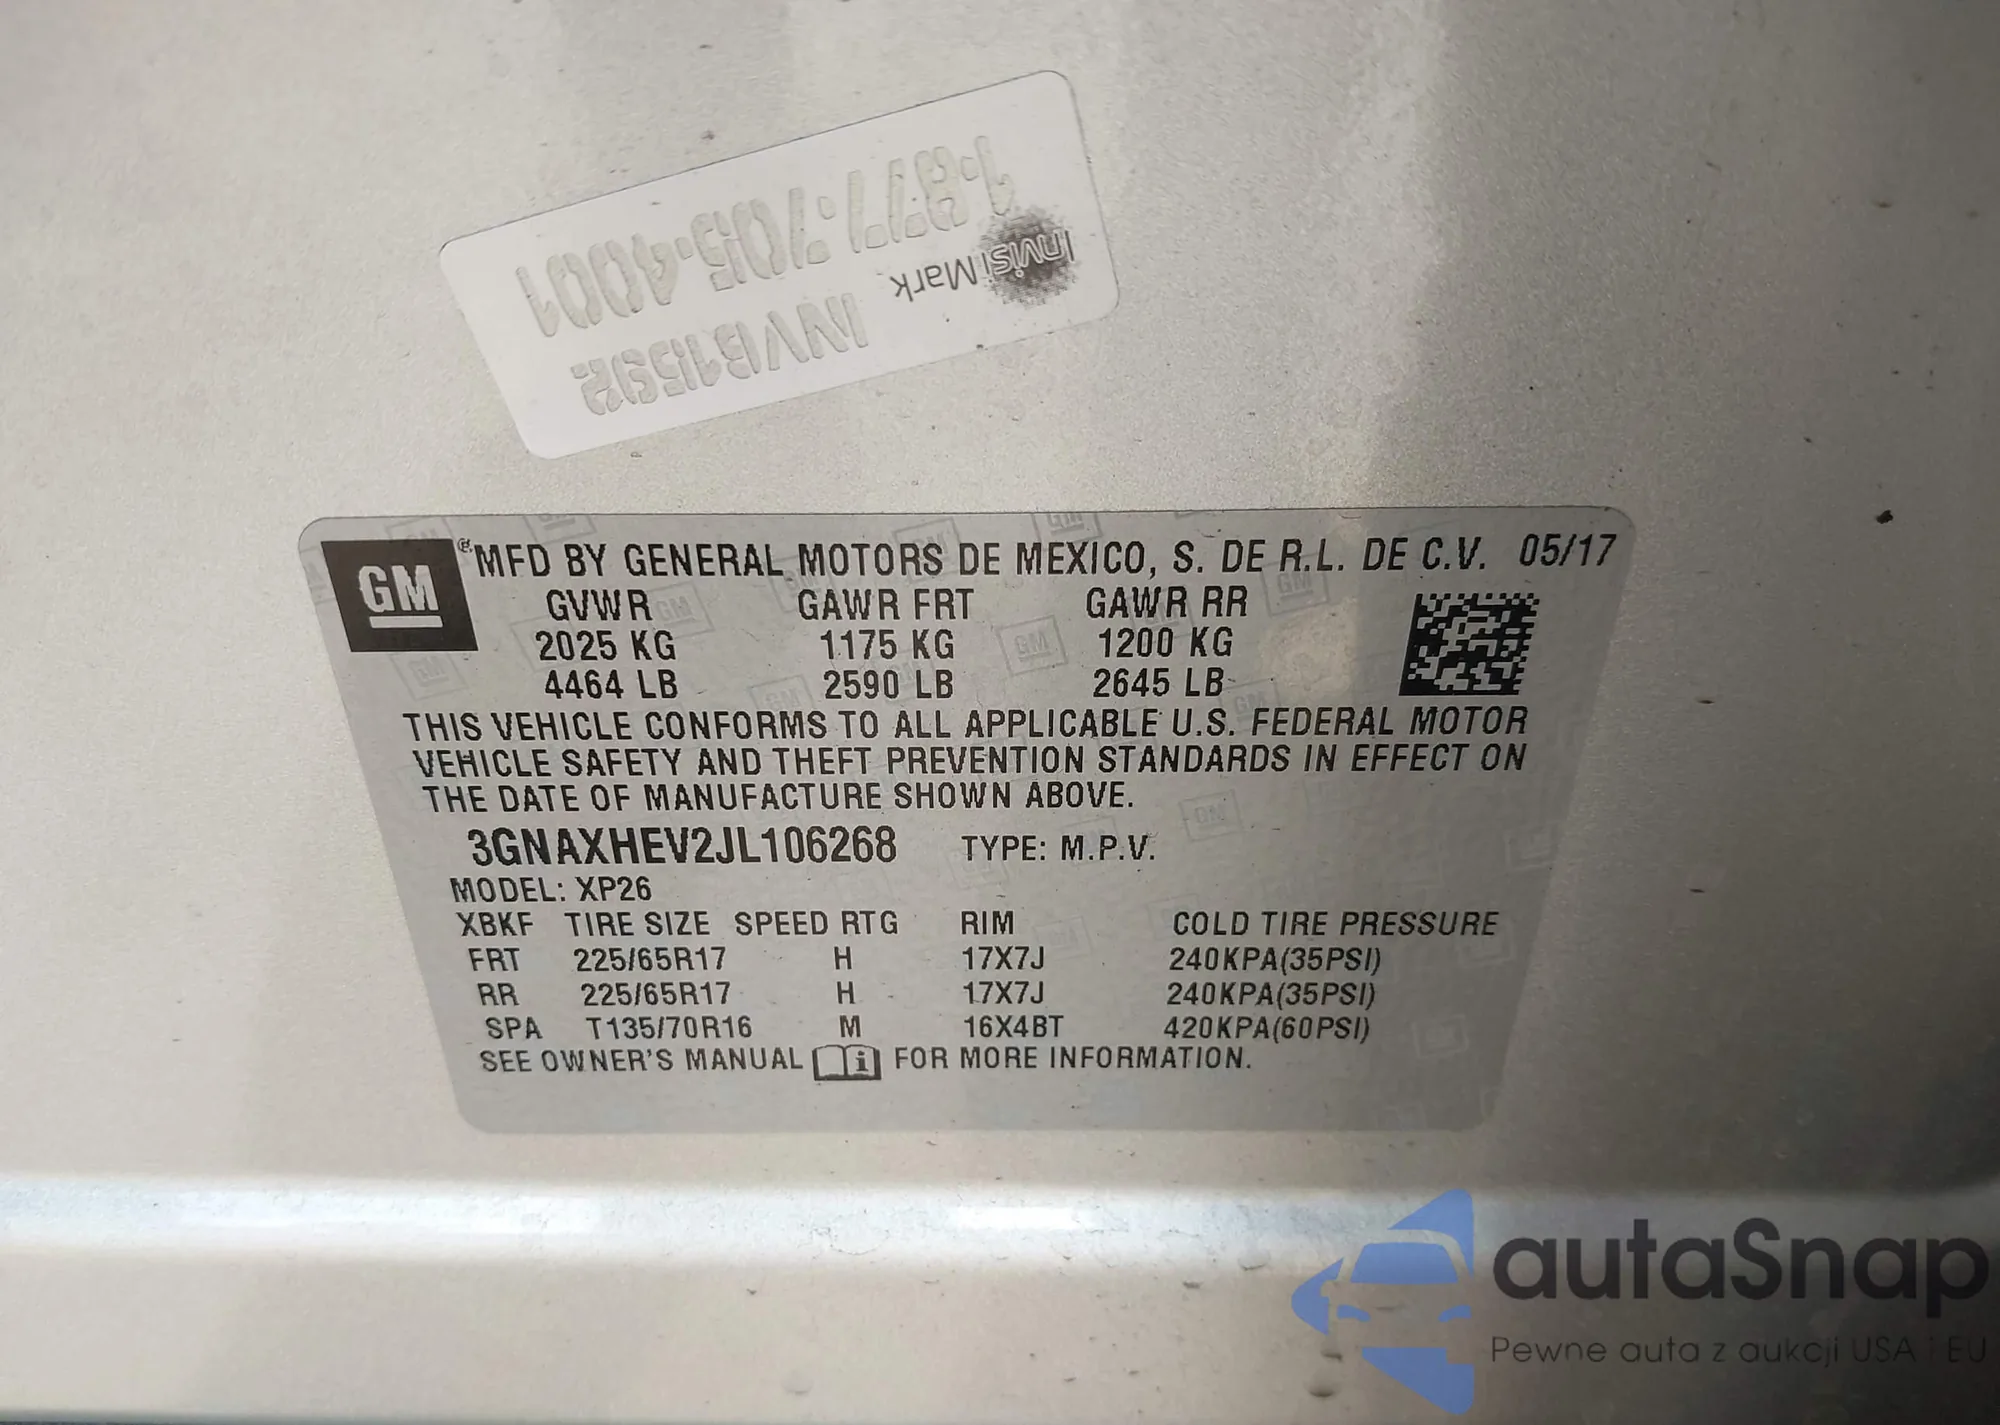 1·877·705·4001
InvisiMark
INVB1592
GM
® MFD BY GENERAL MOTORS DE MEXICO, S. DE R.L. DE C.V. 05/17
GVWR GAWR FRT GAWR RR
2025 KG 1175 KG 1200 KG
4464 LB 2590 LB 2645 LB
THIS VEHICLE CONFORMS TO ALL APPLICABLE U.S. FEDERAL MOTOR
VEHICLE SAFETY AND THEFT PREVENTION STANDARDS IN EFFECT ON
THE DATE OF MANUFACTURE SHOWN ABOVE.
3GNAXHEV2JL106268 TYPE: M.P.V.
MODEL: XP26
XBKF TIRE SIZE SPEED RTG RIM COLD TIRE PRESSURE
FRT 225/65R17 H 17X7J 240KPA(35PSI)
RR 225/65R17 H 17X7J 240KPA(35PSI)
SPA T135/70R16 M 16X4BT 420KPA(60PSI)
SEE OWNER'S MANUAL i FOR MORE INFORMATION.
autaSnap
Pewne auta z aukcji USA i EU